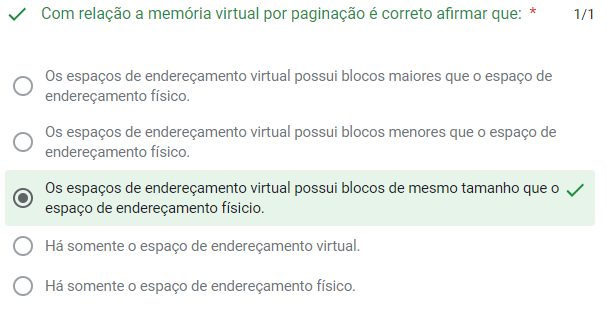 Com relação a memória virtual por paginação é correto afirmar que: * 1/1
Os espaços de endereçamento virtual possui blocos maiores que o espaço de
endereçamento físico.
Os espaços de endereçamento virtual possui blocos menores que o espaço de
endereçamento físico.
Os espaços de endereçamento virtual possui blocos de mesmo tamanho que o
espaço de endereçamento físicio.
Há somente o espaço de endereçamento virtual.
Há somente o espaço de endereçamento físico.